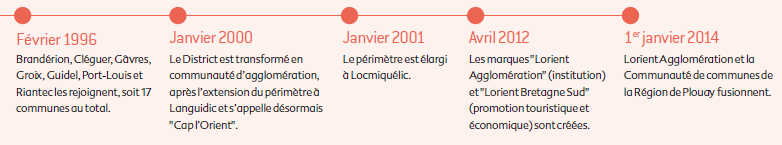 Février 1996
Brandérion, Cléguer, Gâvres,
Groix, Guidel, Port-Louis et
Riantec les rejoignent, soit 17
communes au total.
Janvier 2000
Le District est transformé en
communauté d'agglomération,
après l'extension du périmètre à
Languidic et s'appelle désormais
"Cap l'Orient".
Janvier 2001
Le périmètre est élargi
à Locmiquélic.
Avril 2012
Les marques "Lorient
Agglomération" (institution)
et "Lorient Bretagne Sud"
(promotion touristique et
économique) sont créées.
1er janvier 2014
Lorient Agglomération et la
Communauté de communes de
la Région de Plouay fusionnent.